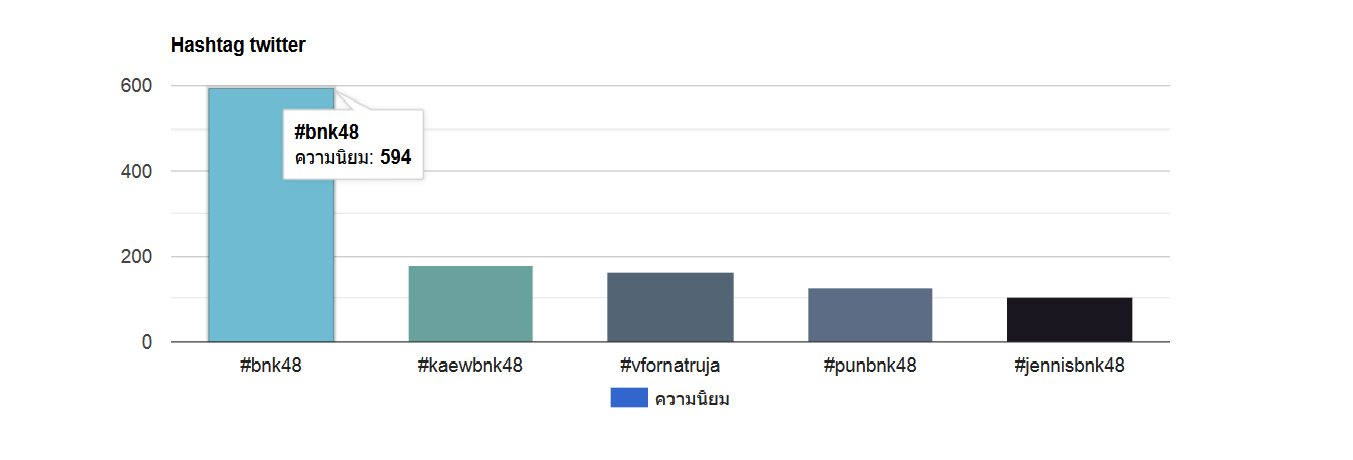 Hashtag twitter
600
400
200
0
#bnk48
ความนิยม: 594
#bnk48 #kaewbnk48 #vfornatruja #punbnk48 #jennisbnk48
ความนิยม